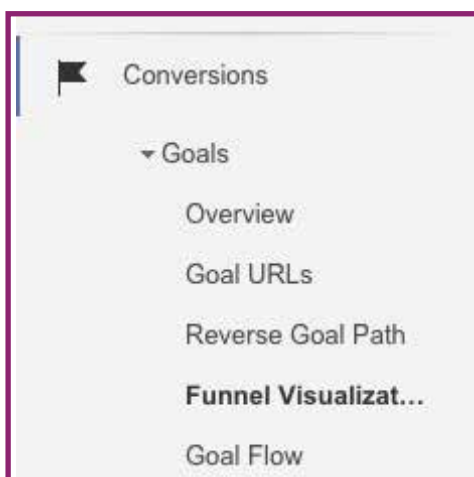 Conversions
Goals
Overview
Goal URLs
Reverse Goal Path
Funnel Visualizat...
Goal Flow